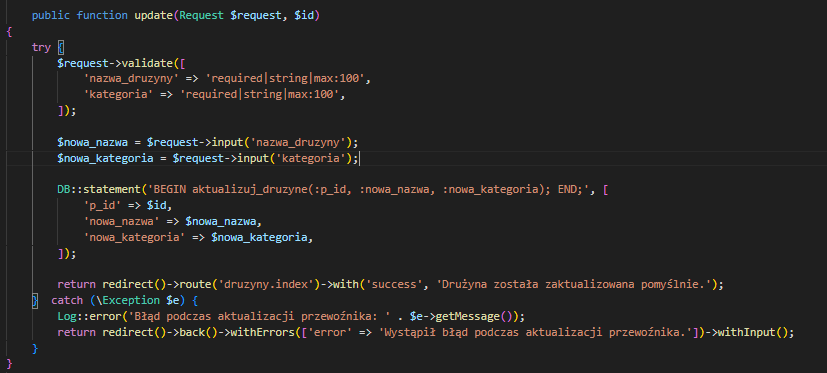 public function update(Request $request, $id)
{
try {
$request->validate([
'nazwa_druzyny' => 'required|string|max:100',
'kategoria' => 'required|string|max:100',
]);
$nowa_nazwa = $request->input('nazwa_druzyny');
$nowa_kategoria = $request->input('kategoria');
DB::statement('BEGIN aktualizuj_druzyne(:p_id, :nowa_nazwa, :nowa_kategoria); END;', [
'p_id' => $id,
'nowa_nazwa' => $nowa_nazwa,
'nowa_kategoria' => $nowa_kategoria,
]);
return redirect()->route('druzyny.index')->with('success', 'Drużyna została zaktualizowana pomyślnie.');
} catch (\Exception $e) {
Log::error('Błąd podczas aktualizacji przewoźnika: ' . $e->getMessage());
return redirect()->back()->withErrors(['error' => 'Wystąpił błąd podczas aktualizacji przewoźnika.'])->withInput();
}
}